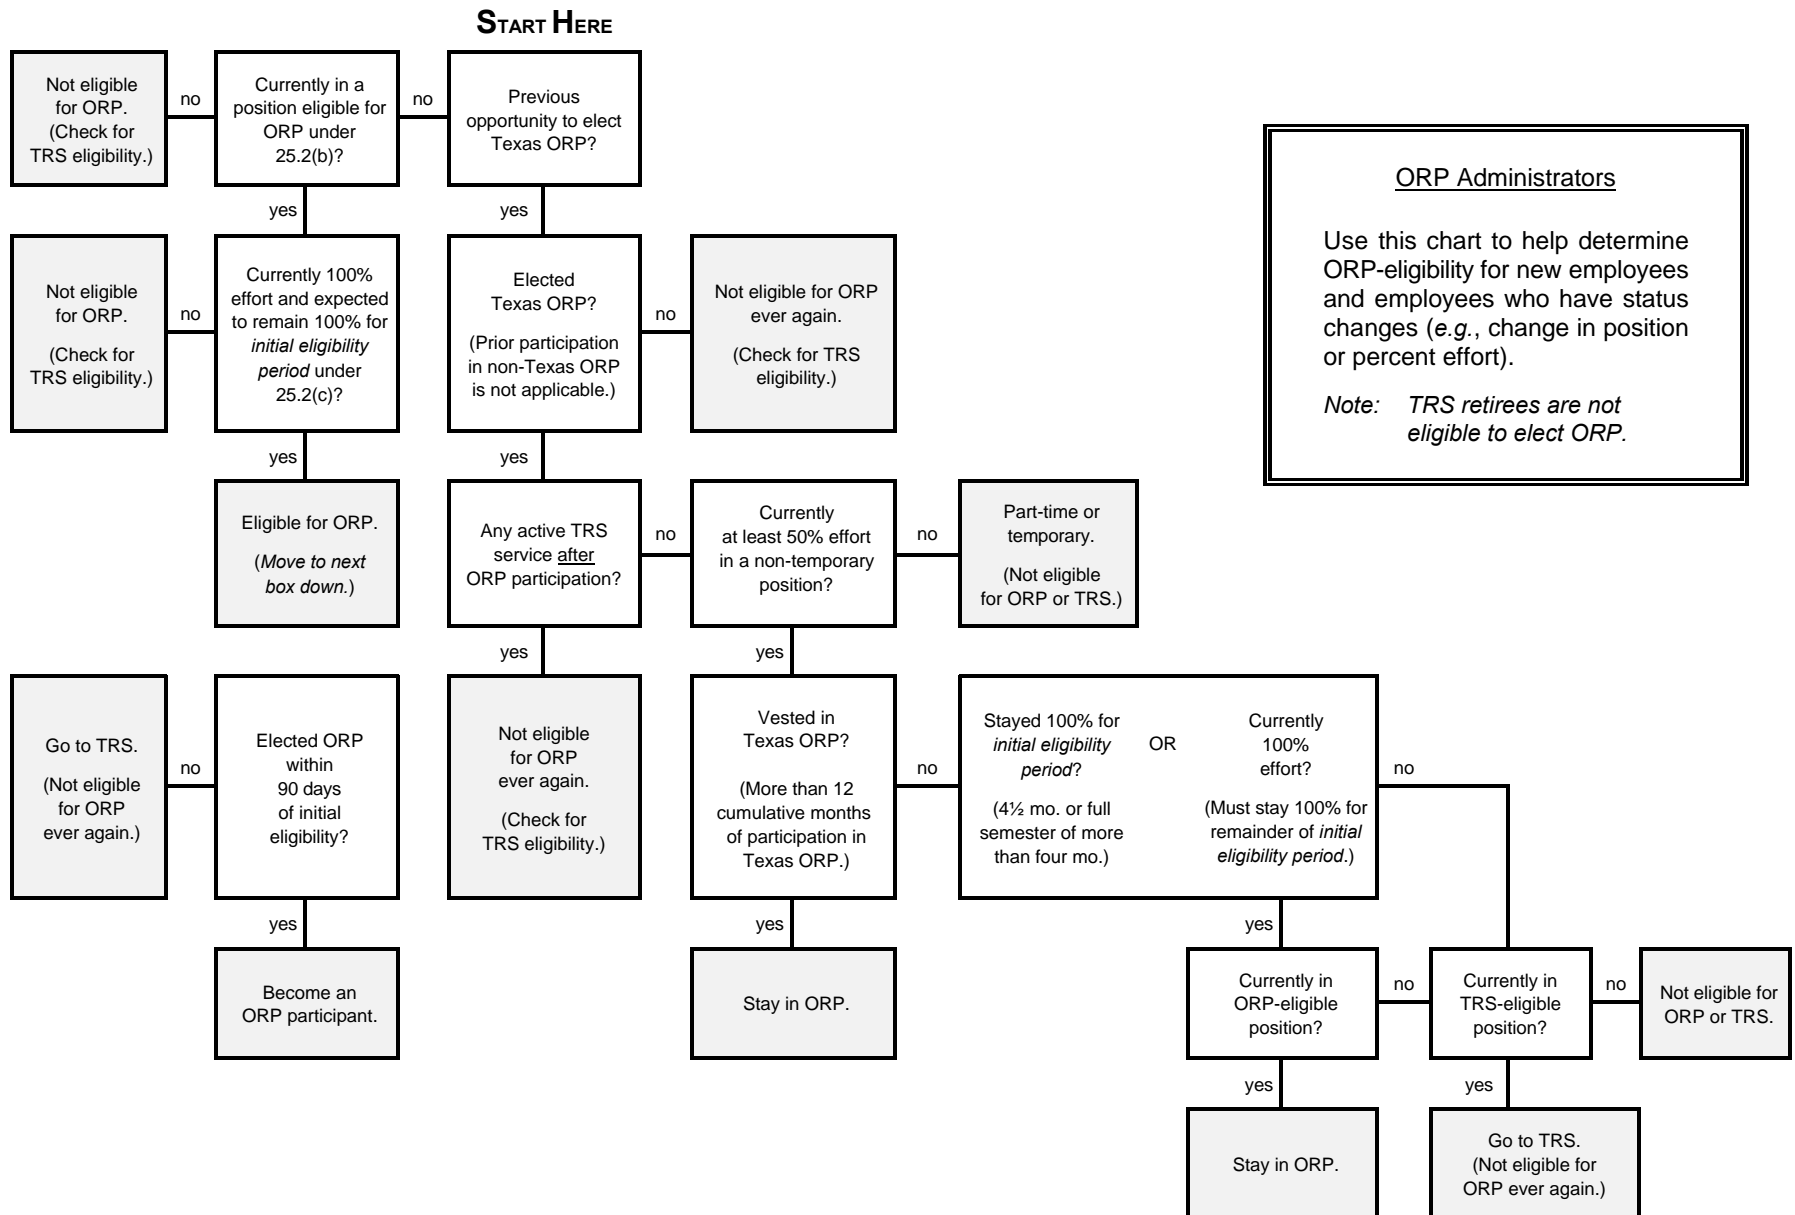 START HERE
Not eligible
for ORP.
(Check for
TRS eligibility.)
no
Currently in a
position eligible for
ORP under
25.2(b)?
no
Previous
opportunity to elect
Texas ORP?
ORP Administrators
Use this chart to help determine
ORP-eligibility for new employees
and employees who have status
changes (e.g., change in position
or percent effort).
Note: TRS retirees are not
eligible to elect ORP.
yes
yes
Not eligible
for ORP.
(Check for
TRS eligibility.)
no
Currently 100%
effort and expected
to remain 100% for
initial eligibility
period under
25.2(c)?
Elected
Texas ORP?
(Prior participation
in non-Texas ORP
is not applicable.)
no
Not eligible for ORP
ever again.
(Check for TRS
eligibility.)
yes
yes
Eligible for ORP.
(Move to next
box down.)
Any active TRS
service after
ORP participation?
no
Currently
at least 50% effort
in a non-temporary
position?
no
Part-time or
temporary.
(Not eligible
for ORP or TRS.)
yes
yes
Go to TRS.
(Not eligible
for ORP
ever again.)
no
Elected ORP
within
90 days
of initial
eligibility?
Not eligible
for ORP
ever again.
(Check for
TRS eligibility.)
Vested in
Texas ORP?
(More than 12
cumulative months
of participation in
Texas ORP.)
no
Stayed 100% for
initial eligibility
period?
(4½ mo. or full
semester of more
than four mo.)
OR
Currently
100%
effort?
(Must stay 100% for
remainder of initial
eligibility period.)
no
yes
yes
yes
Become an
ORP participant.
Stay in ORP.
Currently in
ORP-eligible
position?
no
Currently in
TRS-eligible
position?
no
Not eligible for
ORP or TRS.
yes
yes
Stay in ORP.
Go to TRS.
(Not eligible for
ORP ever again.)